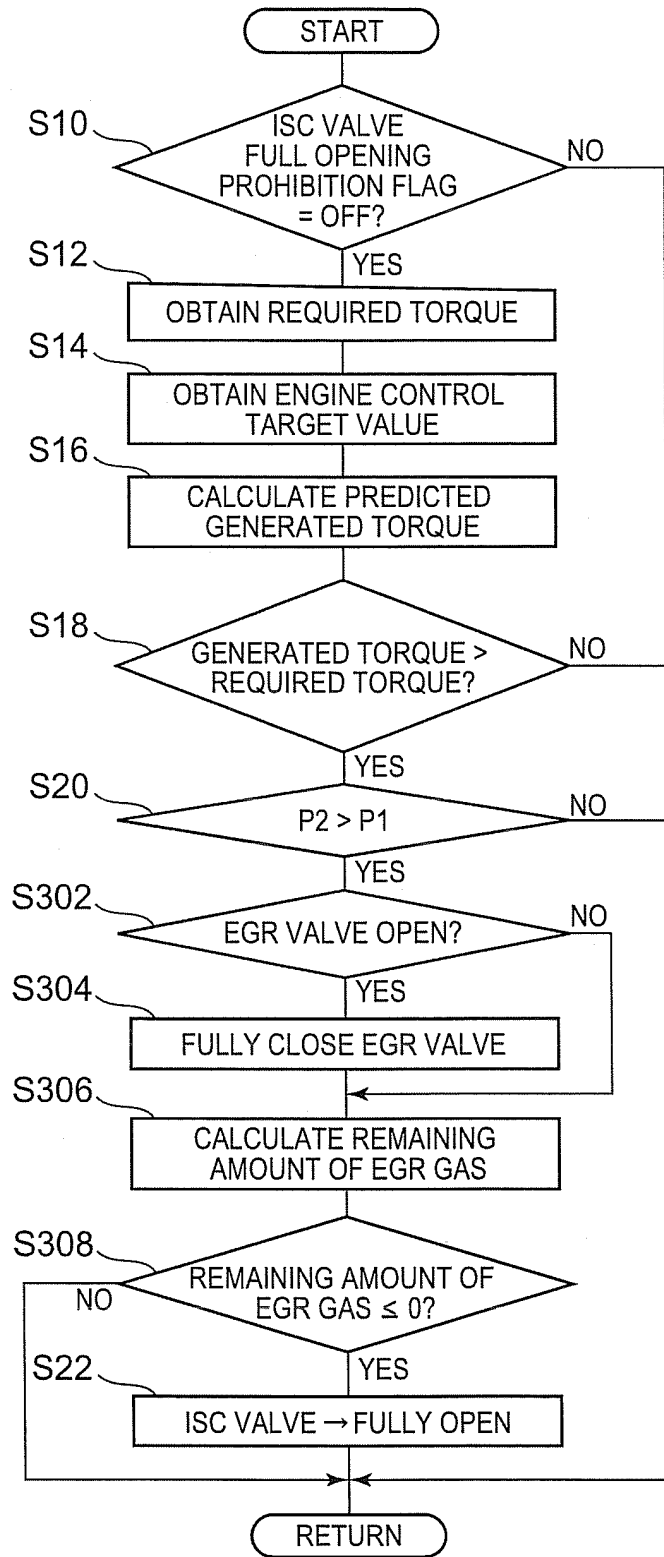 START
S10
ISC VALVE
FULL OPENING
PROHIBITION FLAG
= OFF?
NO
YES
S12
OBTAIN REQUIRED TORQUE
S14
OBTAIN ENGINE CONTROL
TARGET VALUE
S16
CALCULATE PREDICTED
GENERATED TORQUE
S18
GENERATED TORQUE >
REQUIRED TORQUE?
NO
YES
S20
P2 > P1
NO
YES
S302
EGR VALVE OPEN?
NO
YES
S304
FULLY CLOSE EGR VALVE
S306
CALCULATE REMAINING
AMOUNT OF EGR GAS
S308
REMAINING AMOUNT OF
EGR GAS ≤ 0?
NO
YES
S22
ISC VALVE → FULLY OPEN
RETURN